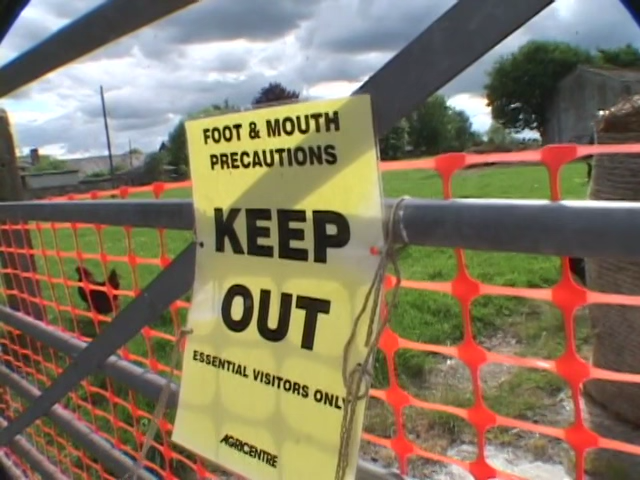 FOOT & MOUTH
PRECAUTIONS
KEEP
OUT
ESSENTIAL VISITORS ONLY
AGRICENTRE